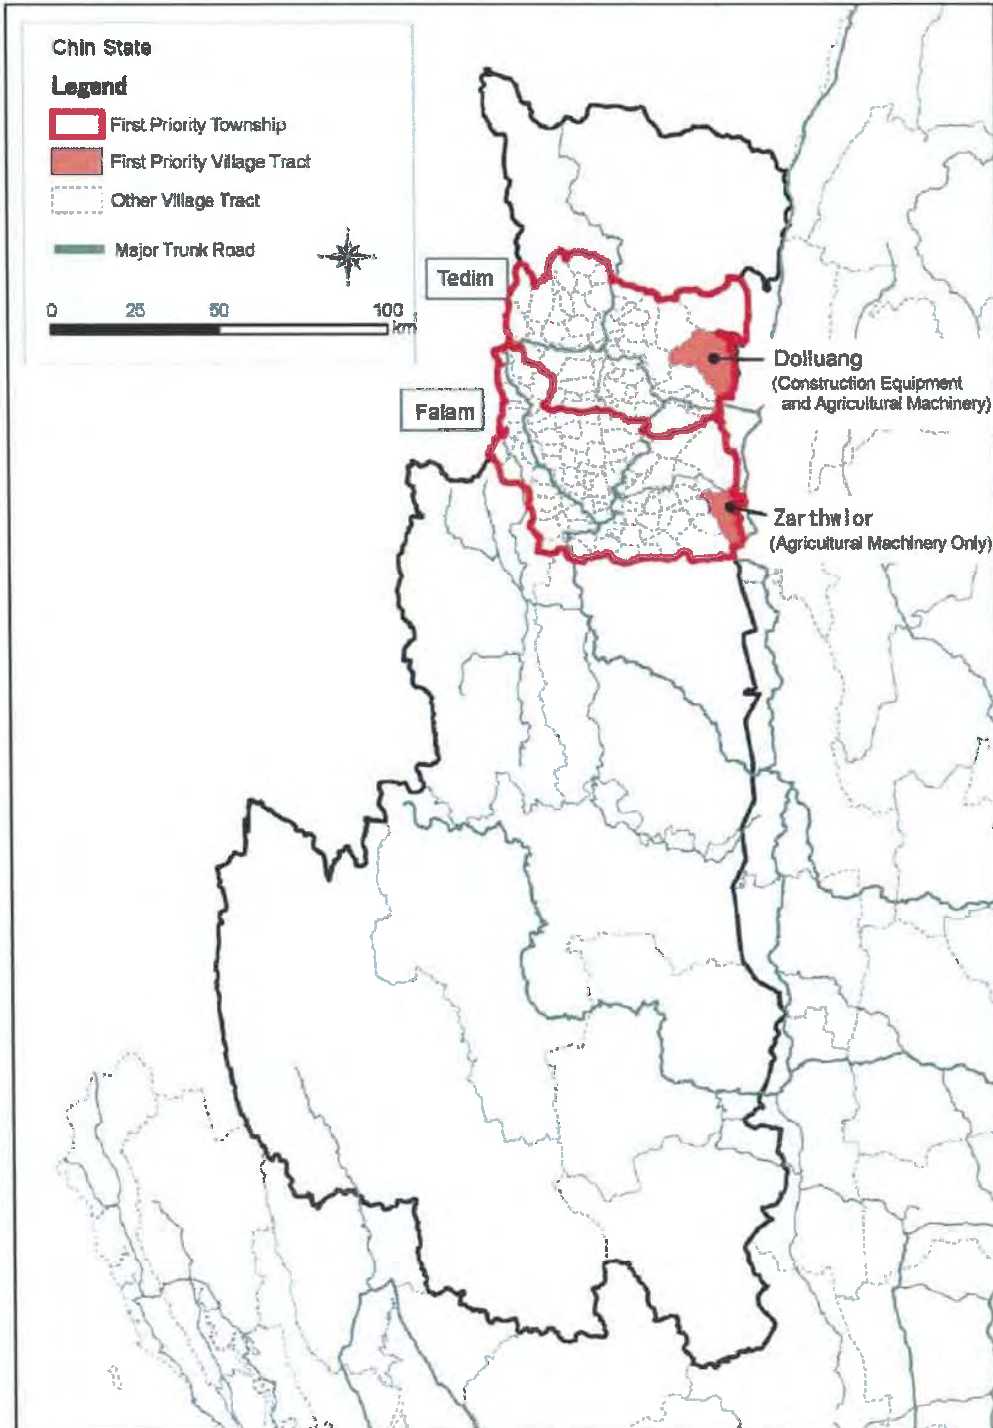 Chin State
Legend
First Priority Township
First Priority Village Tract
Other Village Tract
Major Trunk Road
0 25 50 100
km
Tedim
Dolluang
(Construction Equipment
and Agricultural Machinery)
Falam
Zarthwlor
(Agricultural Machinery Only)